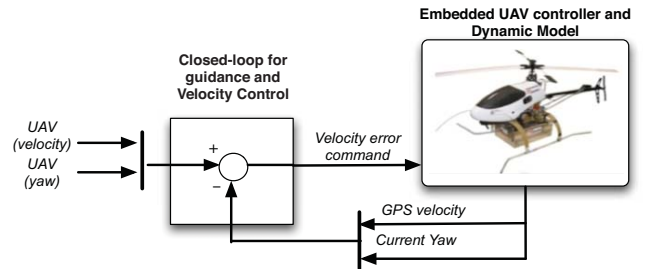 Embedded UAV controller and
Dynamic Model
Closed-loop for
guidance and
Velocity Control
UAV
(velocity)
UAV
(yaw)
+
−
Velocity error
command
GPS velocity
Current Yaw